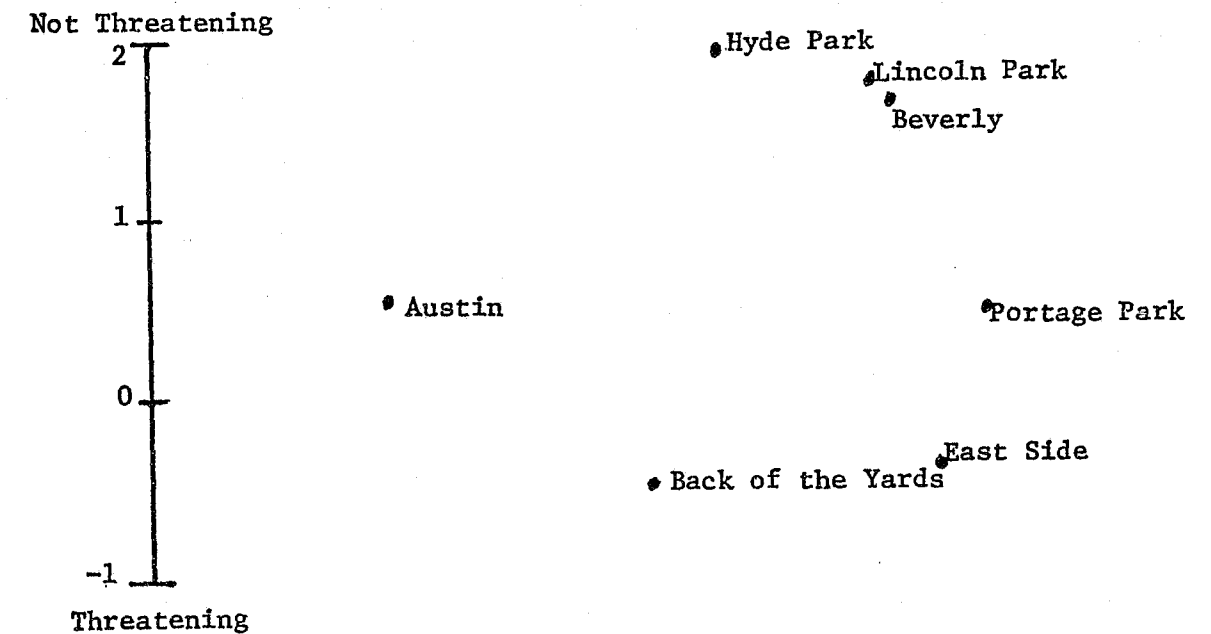 Not Threatening
2
Hyde Park
Lincoln Park
Beverly
1
Austin
Portage Park
0
East Side
Back of the Yards
-1
Threatening